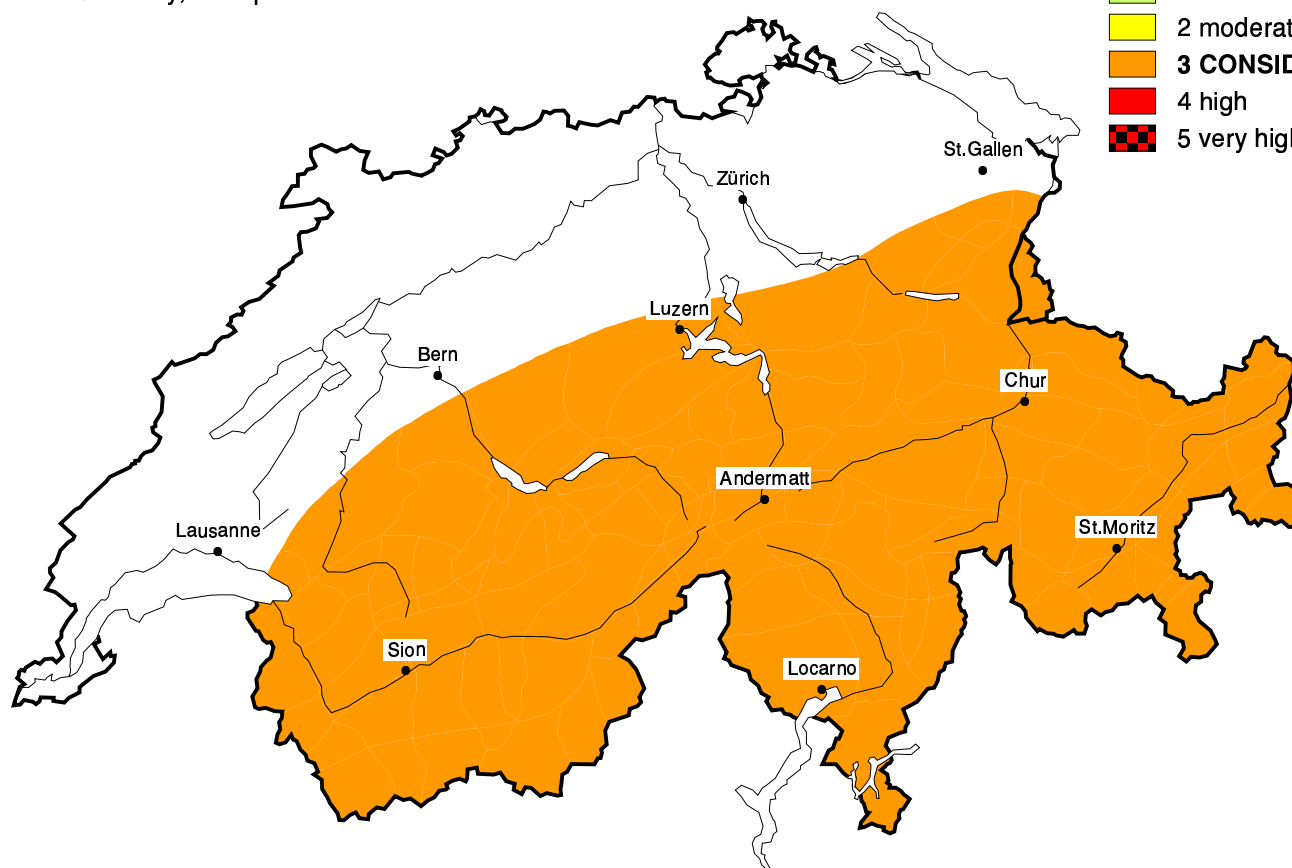 2 moderat
3 CONSID
4 high
5 very high
St.Gallen
Zürich
Luzern
Bern
Chur
Andermatt
Lausanne
St.Moritz
Sion
Locarno